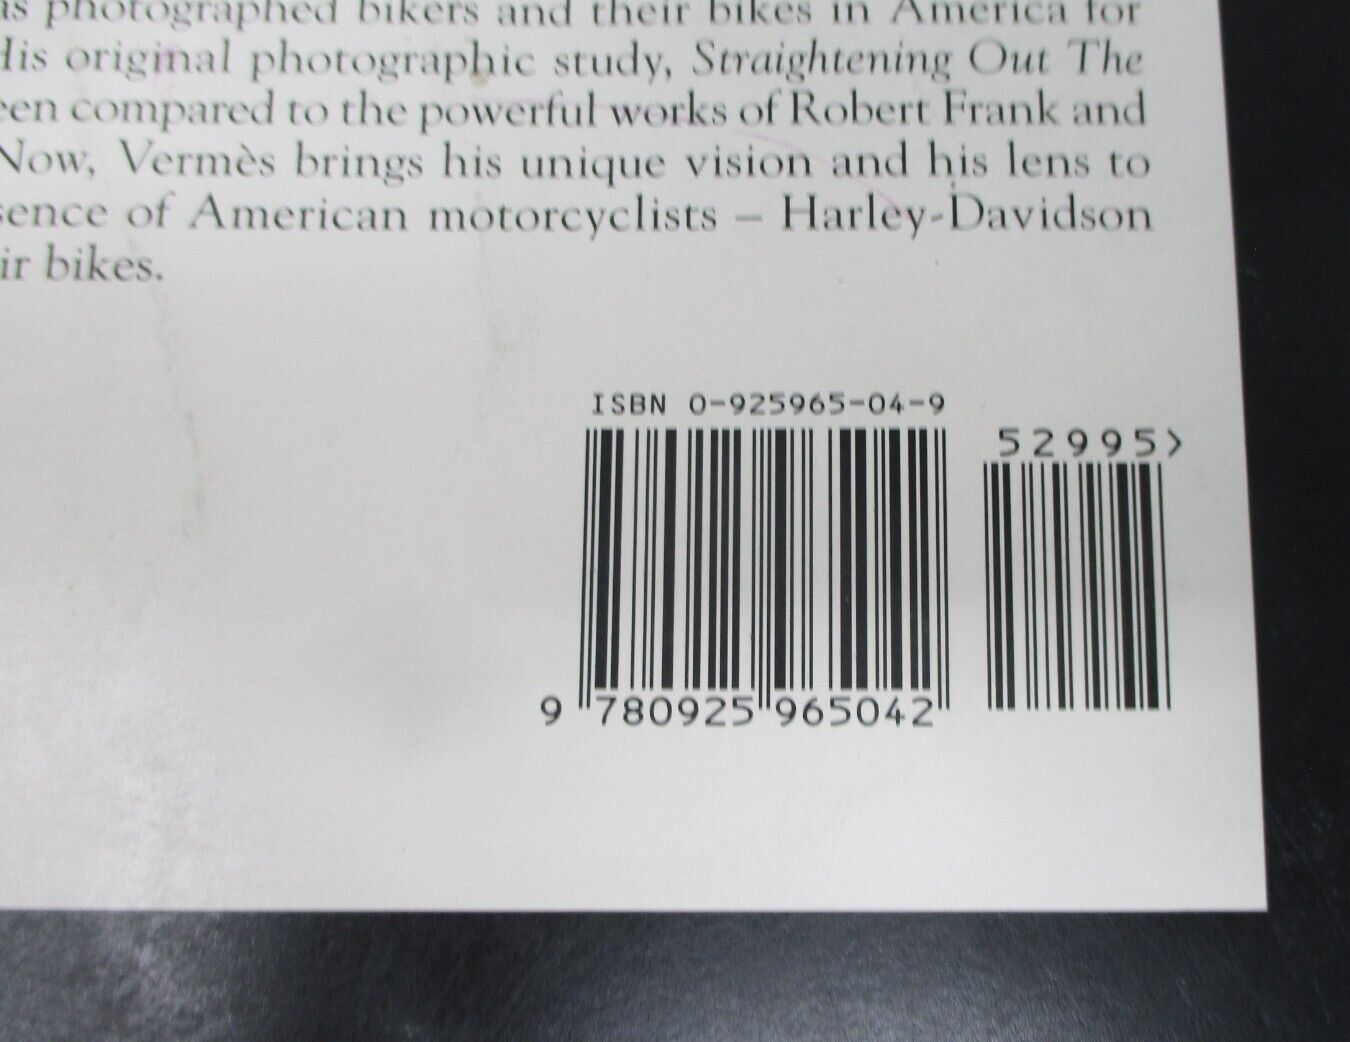 as photographed bikers and their bikes in America for
His original photographic study, Straightening Out The
een compared to the powerful works of Robert Frank and
Now, Vermès brings his unique vision and his lens to
sence of American motorcyclists – Harley-Davidson
ir bikes.
ISBN 0-925965-04-9
52995>
9 780925 965042